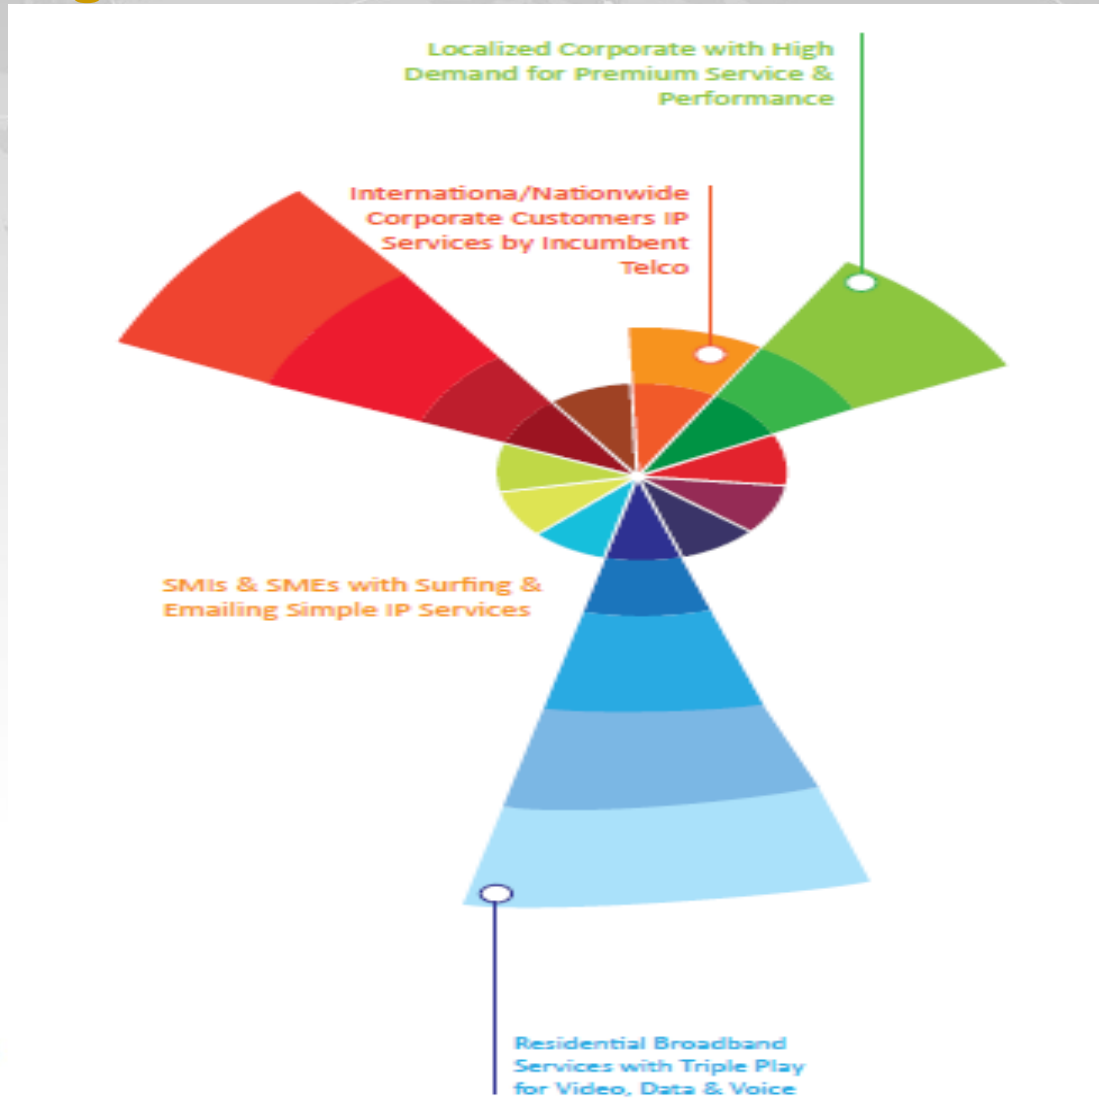 Localized Corporate with High
Demand for Premium Service &
Performance
Internationa/Nationwide
Corporate Customers IP
Services by Incumbent
Telco
SMIs & SMEs with Surfing &
Emailing Simple IP Services
Residential Broadband
Services with Triple Play
for Video, Data & Voice